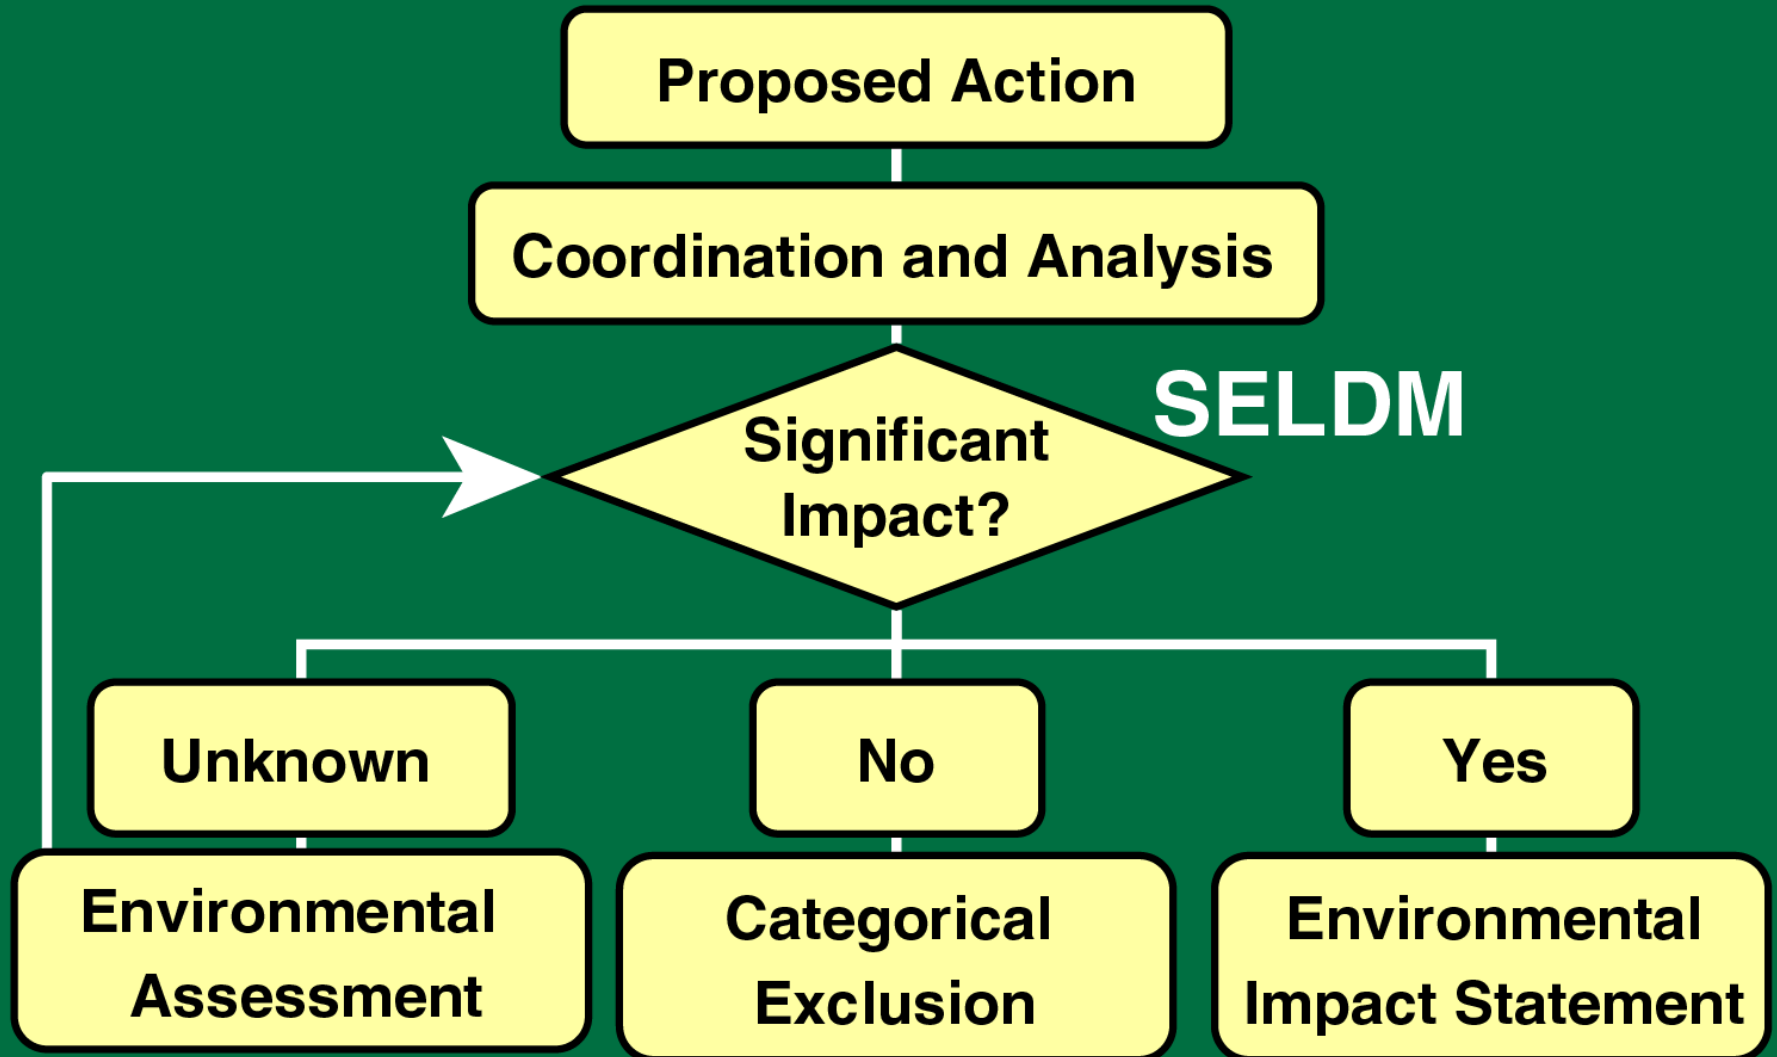 Proposed Action
Coordination and Analysis
SELDM
Significant
Impact?
Unknown
No
Yes
Environmental
Assessment
Categorical
Exclusion
Environmental
Impact Statement